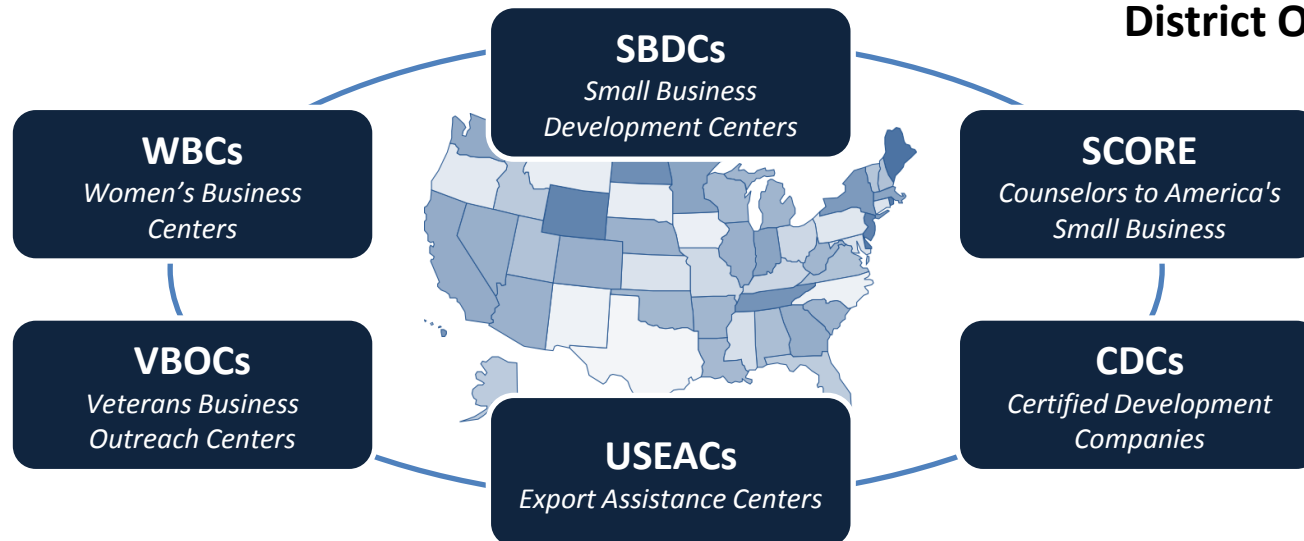 District O
SBDCs
Small Business
Development Centers
WBCs
Women’s Business
Centers
SCORE
Counselors to America's
Small Business
VBOCs
Veterans Business
Outreach Centers
CDCs
Certified Development
Companies
USEACs
Export Assistance Centers